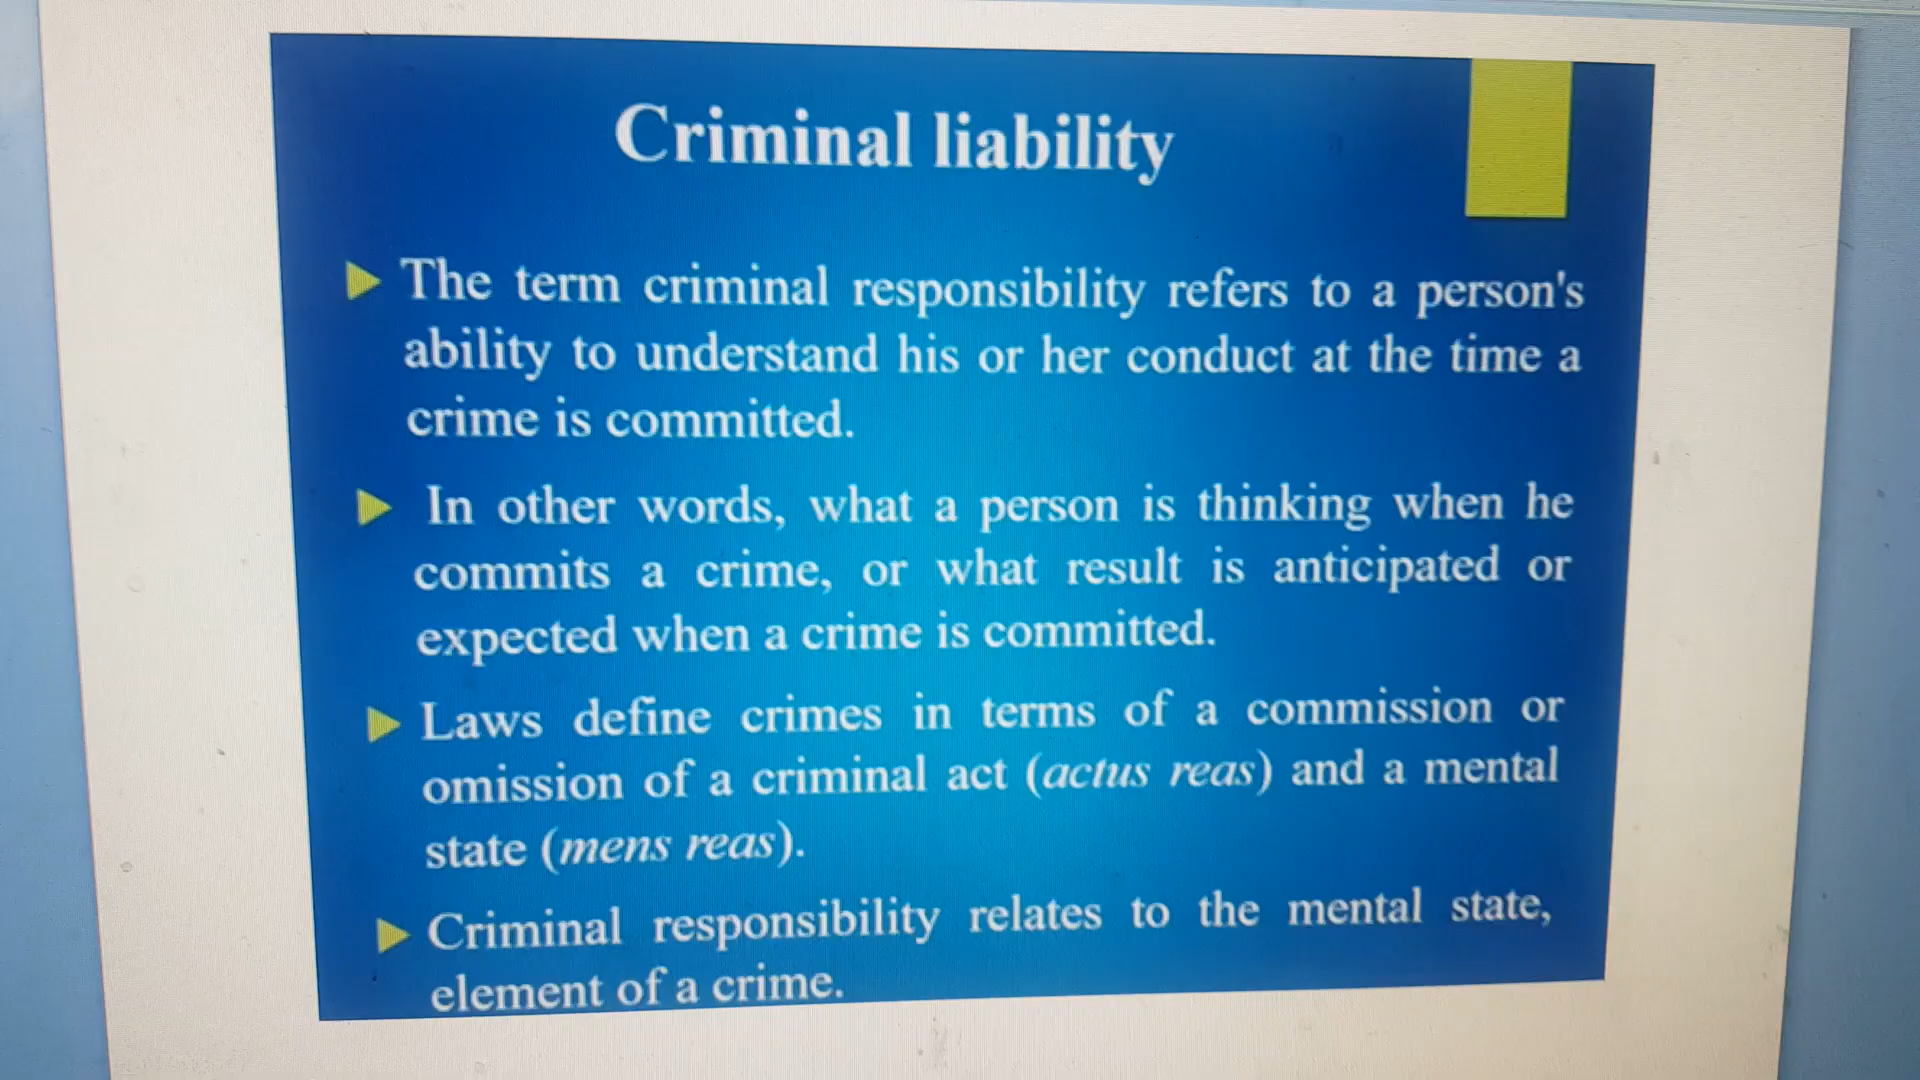 Criminal liability
The term criminal responsibility refers to a person's
ability to understand his or her conduct at the time a
crime is committed.
In other words, what a person is thinking when he
commits a crime, or what result is anticipated or
expected when a crime is committed.
Laws define crimes in terms of a commission or
omission of a criminal act (actus reas) and a mental
state (mens reas).
Criminal responsibility relates to the mental state,
element of a crime.